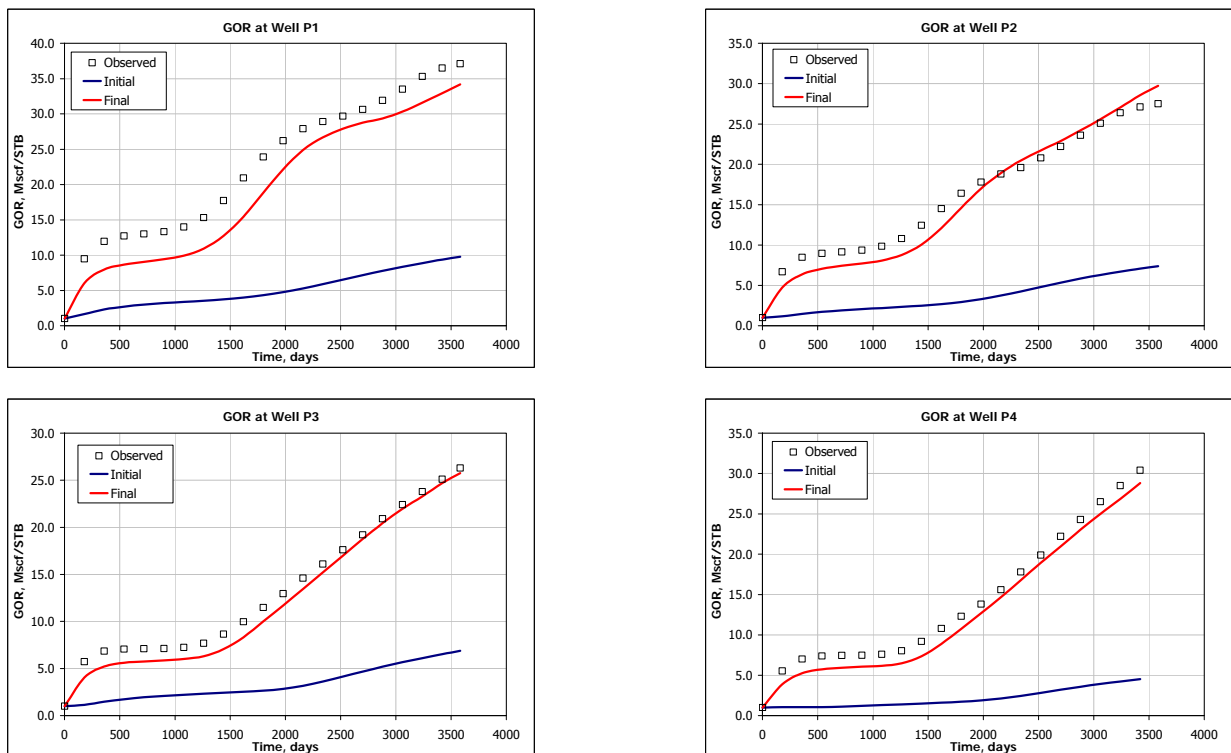 GOR at Well P1
40.0
35.0
30.0
25.0
20.0
15.0
10.0
5.0
0.0
GOR, Mscf/STB
Observed
Initial
Final
0 500 1000 1500 2000 2500 3000 3500 4000
Time, days
GOR at Well P2
35.0
30.0
25.0
20.0
15.0
10.0
5.0
0.0
GOR, Mscf/STB
Observed
Initial
Final
0 500 1000 1500 2000 2500 3000 3500 4000
Time, days
GOR at Well P3
30.0
25.0
20.0
15.0
10.0
5.0
0.0
GOR, Mscf/STB
Observed
Initial
Final
0 500 1000 1500 2000 2500 3000 3500 4000
Time, days
GOR at Well P4
35.0
30.0
25.0
20.0
15.0
10.0
5.0
0.0
GOR, Mscf/STB
Observed
Initial
Final
0 500 1000 1500 2000 2500 3000 3500 4000
Time, days